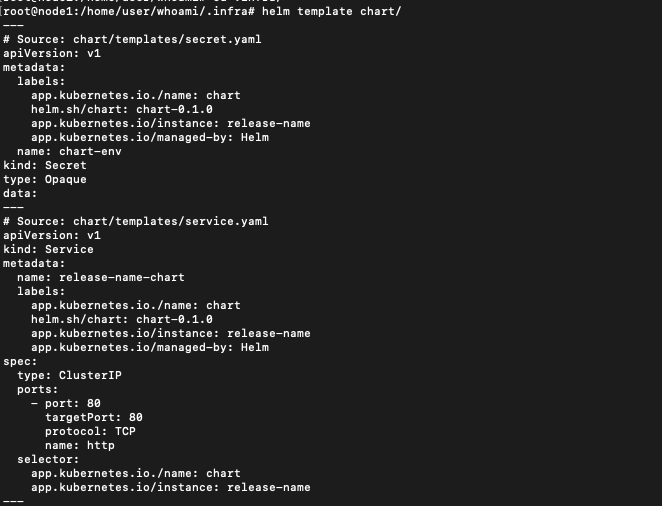 [root@node1:/home/user/whoami/.infra# helm template chart/
---
# Source: chart/templates/secret.yaml
apiVersion: v1
metadata:
  labels:
    app.kubernetes.io./name: chart
    helm.sh/chart: chart-0.1.0
    app.kubernetes.io/instance: release-name
    app.kubernetes.io/managed-by: Helm
  name: chart-env
kind: Secret
type: Opaque
data:
---
# Source: chart/templates/service.yaml
apiVersion: v1
kind: Service
metadata:
  name: release-name-chart
  labels:
    app.kubernetes.io./name: chart
    helm.sh/chart: chart-0.1.0
    app.kubernetes.io/instance: release-name
    app.kubernetes.io/managed-by: Helm
spec:
  type: ClusterIP
  ports:
    - port: 80
      targetPort: 80
      protocol: TCP
      name: http
  selector:
    app.kubernetes.io./name: chart
    app.kubernetes.io/instance: release-name
---